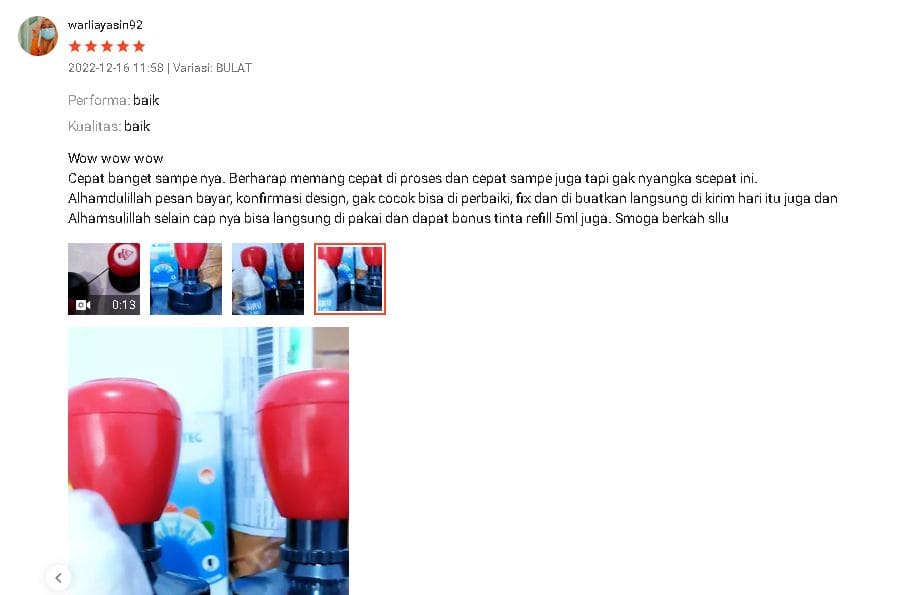 warliayasin92
2022-12-16 11:58 | Variasi: BULAT
Performa: baik
Kualitas: baik
Wow wow wow
Cepat banget sampe nya. Berharap memang cepat di proses dan cepat sampe juga tapi gak nyangka scepat ini.
Alhamdulillah pesan bayar, konfirmasi design, gak cocok bisa di perbaiki, fix dan di buatkan langsung di kirim hari itu juga dan
Alhamsulillah selain cap nya bisa langsung di pakai dan dapat bonus tinta refill 5ml juga. Smoga berkah sllu
0:13